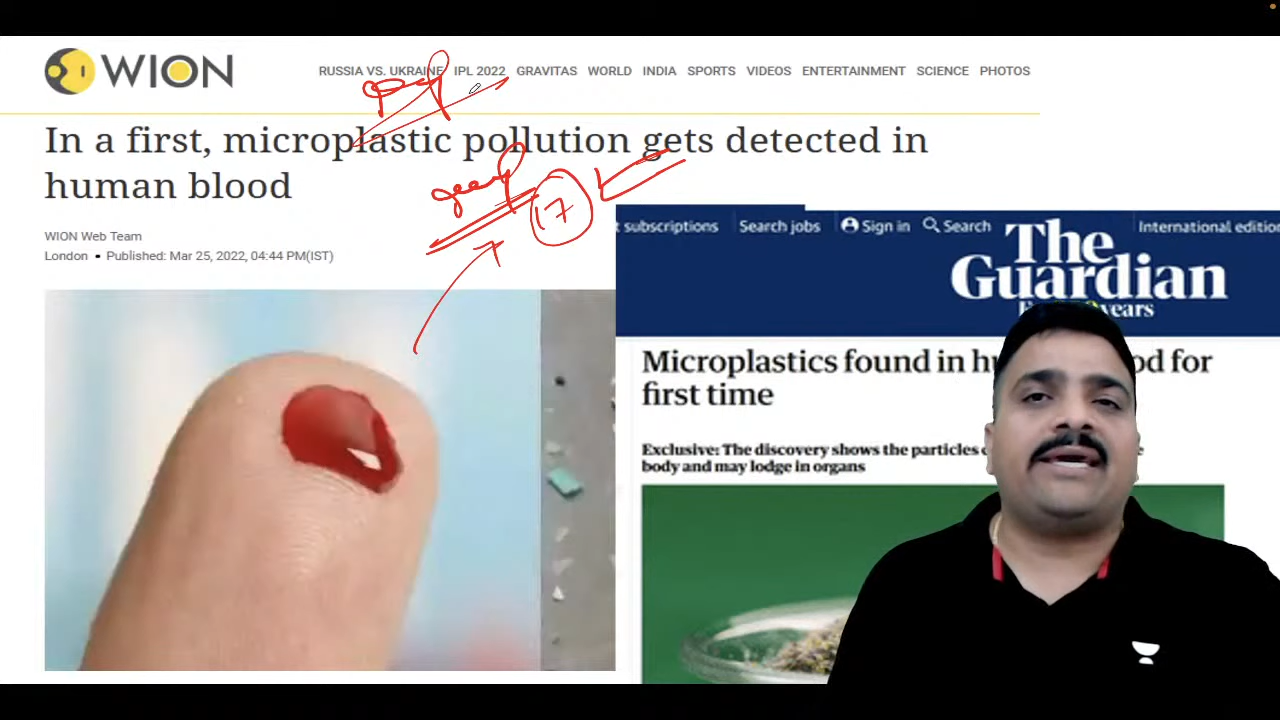 WION
RUSSIA VS. UKRAINE IPL 2022 GRAVITAS WORLD INDIA SPORTS VIDEOS ENTERTAINMENT SCIENCE PHOTOS
In a first, microplastic pollution gets detected in
human blood
WION Web Team
London • Published: Mar 25, 2022, 04:44 PM(IST)
17
subscriptions Search jobs Sign in Search International
The
Guardian
years
Microplastics found in for
first time
Exclusive: The discovery shows the particles
body and may lodge in organs